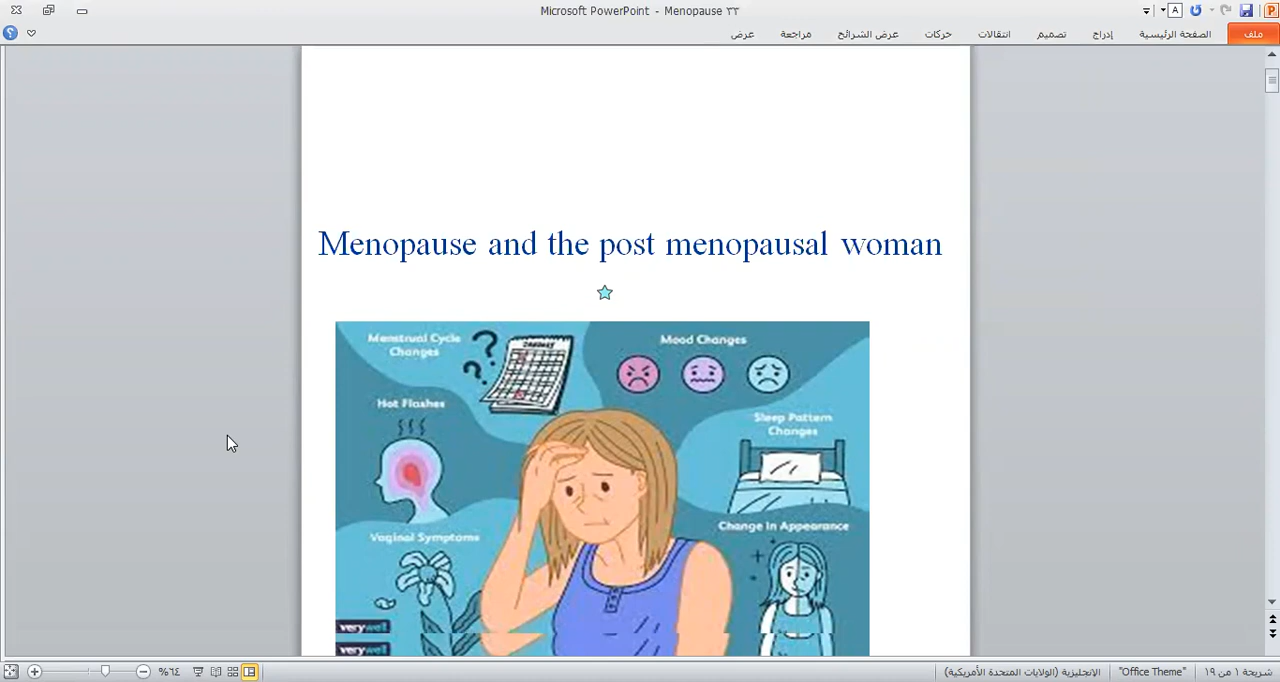 Microsoft PowerPoint - Menopause ٣٣
ملف
الصفحة الرئيسية
إدراج
تصميم
انتقالات
حركات
عرض الشرائح
مراجعة
عرض
Menopause and the post menopausal woman
Menstrual Cycle
Changes
Mood Changes
Hot Flashes
Sleep Pattern
Changes
Vaginal Symptoms
Change In Appearance
verywell
verywell
شريحة ١ من ١٩
"Office Theme"
الإنجليزية (الولايات المتحدة الأمريكية)
%٦٤